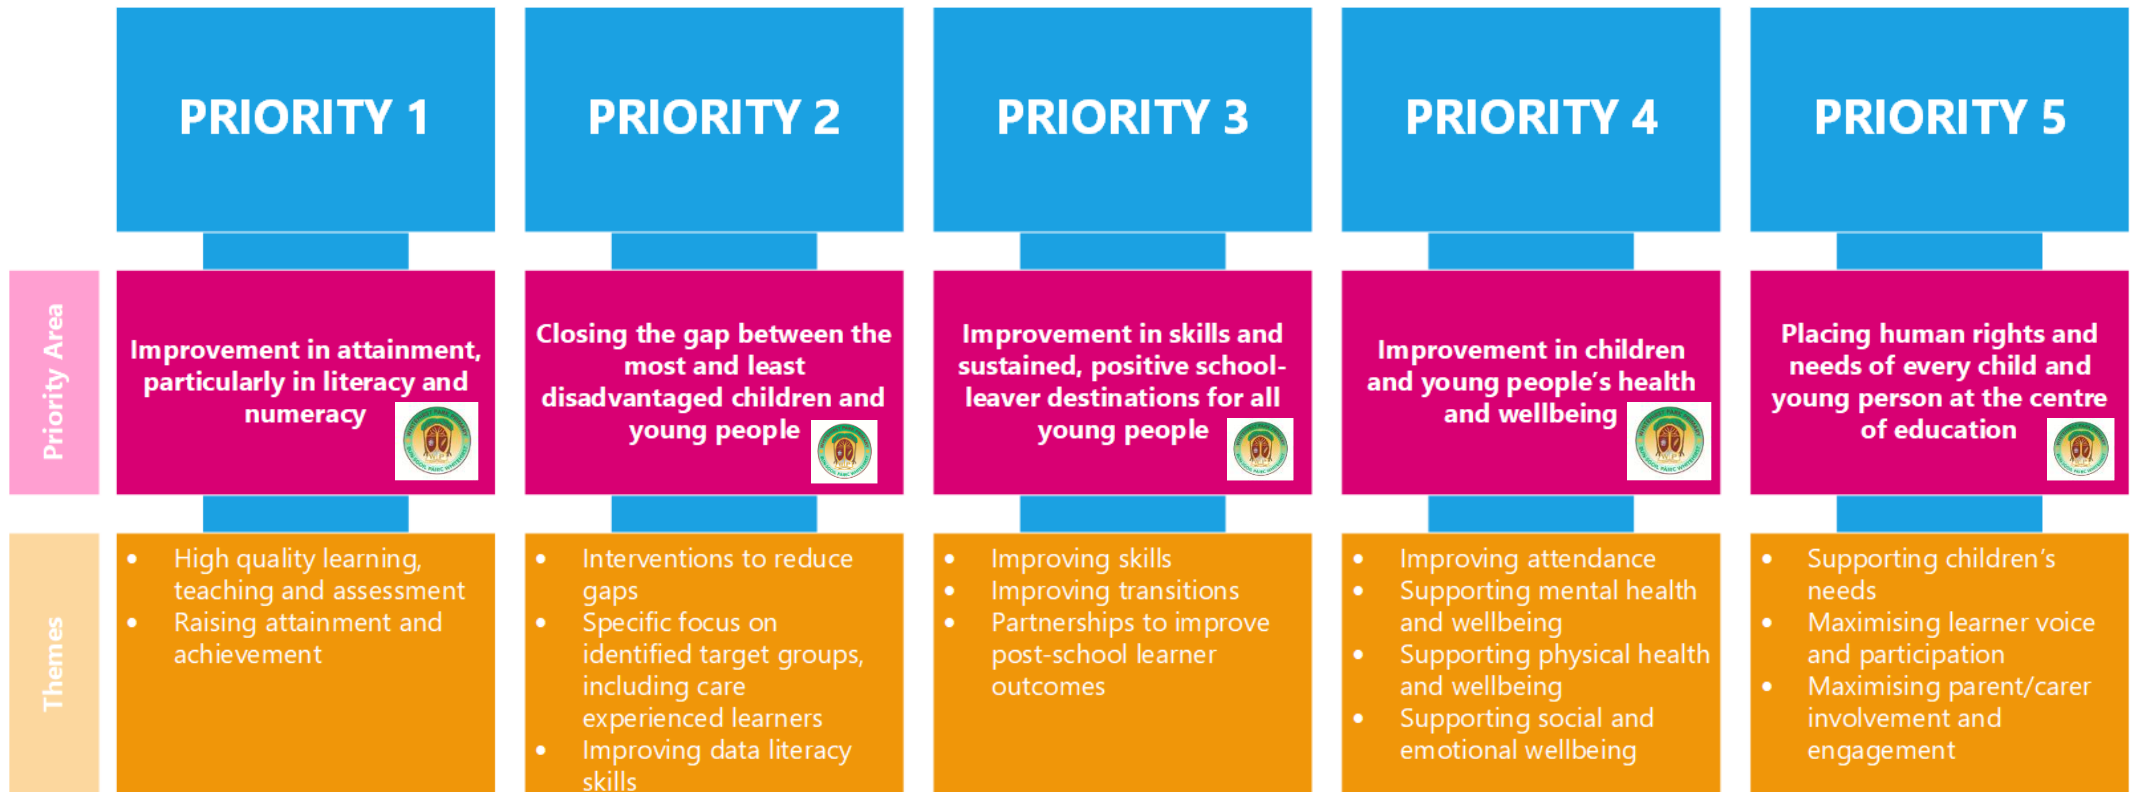 PRIORITY 1
PRIORITY 2
PRIORITY 3
PRIORITY 4
PRIORITY 5
Priority Area
Improvement in attainment,
particularly in literacy and
numeracy
Closing the gap between the
most and least
disadvantaged children and
young people
Improvement in skills and
sustained, positive school-
leaver destinations for all
young people
Improvement in children
and young people’s health
and wellbeing
Placing human rights and
needs of every child and
young person at the centre
of education
Themes
• High quality learning,
teaching and assessment
• Raising attainment and
achievement
• Interventions to reduce
gaps
• Specific focus on
identified target groups,
including care
experienced learners
• Improving data literacy
skills
• Improving skills
• Improving transitions
• Partnerships to improve
post-school learner
outcomes
• Improving attendance
• Supporting mental health
and wellbeing
• Supporting physical health
and wellbeing
• Supporting social and
emotional wellbeing
• Supporting children’s
needs
• Maximising learner voice
and participation
• Maximising parent/carer
involvement and
engagement